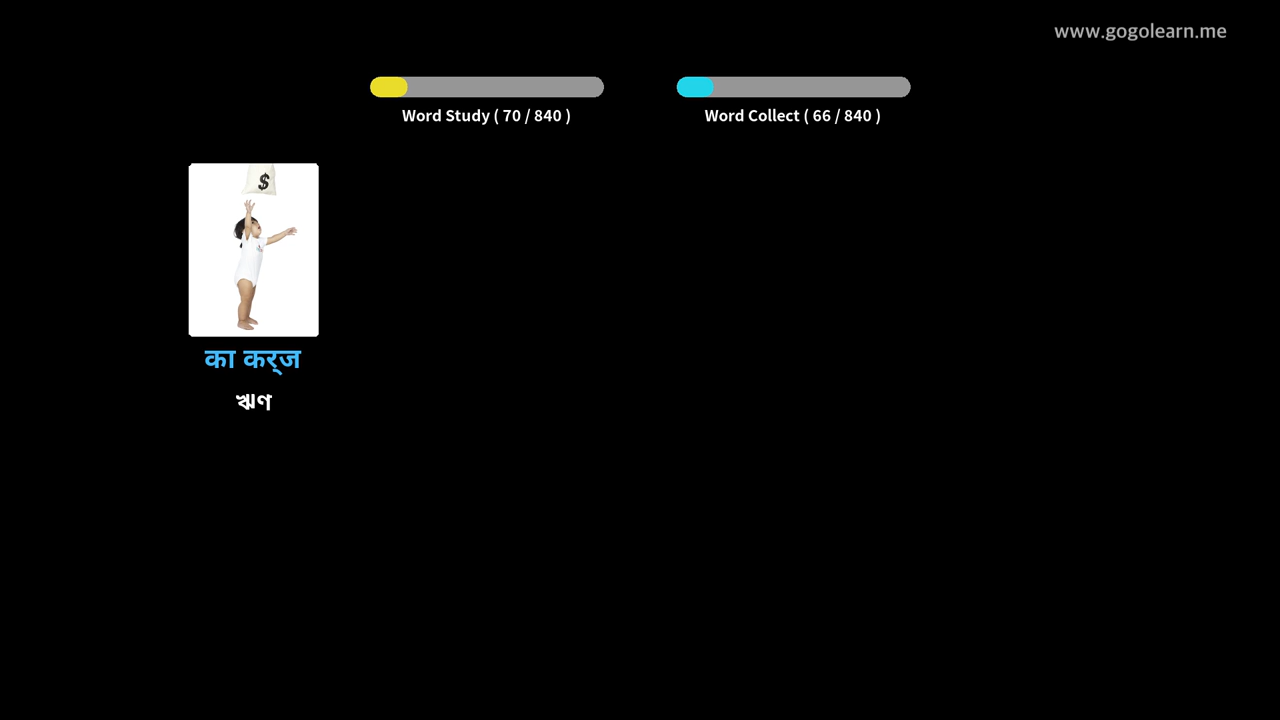 www.gogolearn.me
Word Study ( 70 / 840 )
Word Collect ( 66 / 840 )
$
का कर्ज
ঋণ